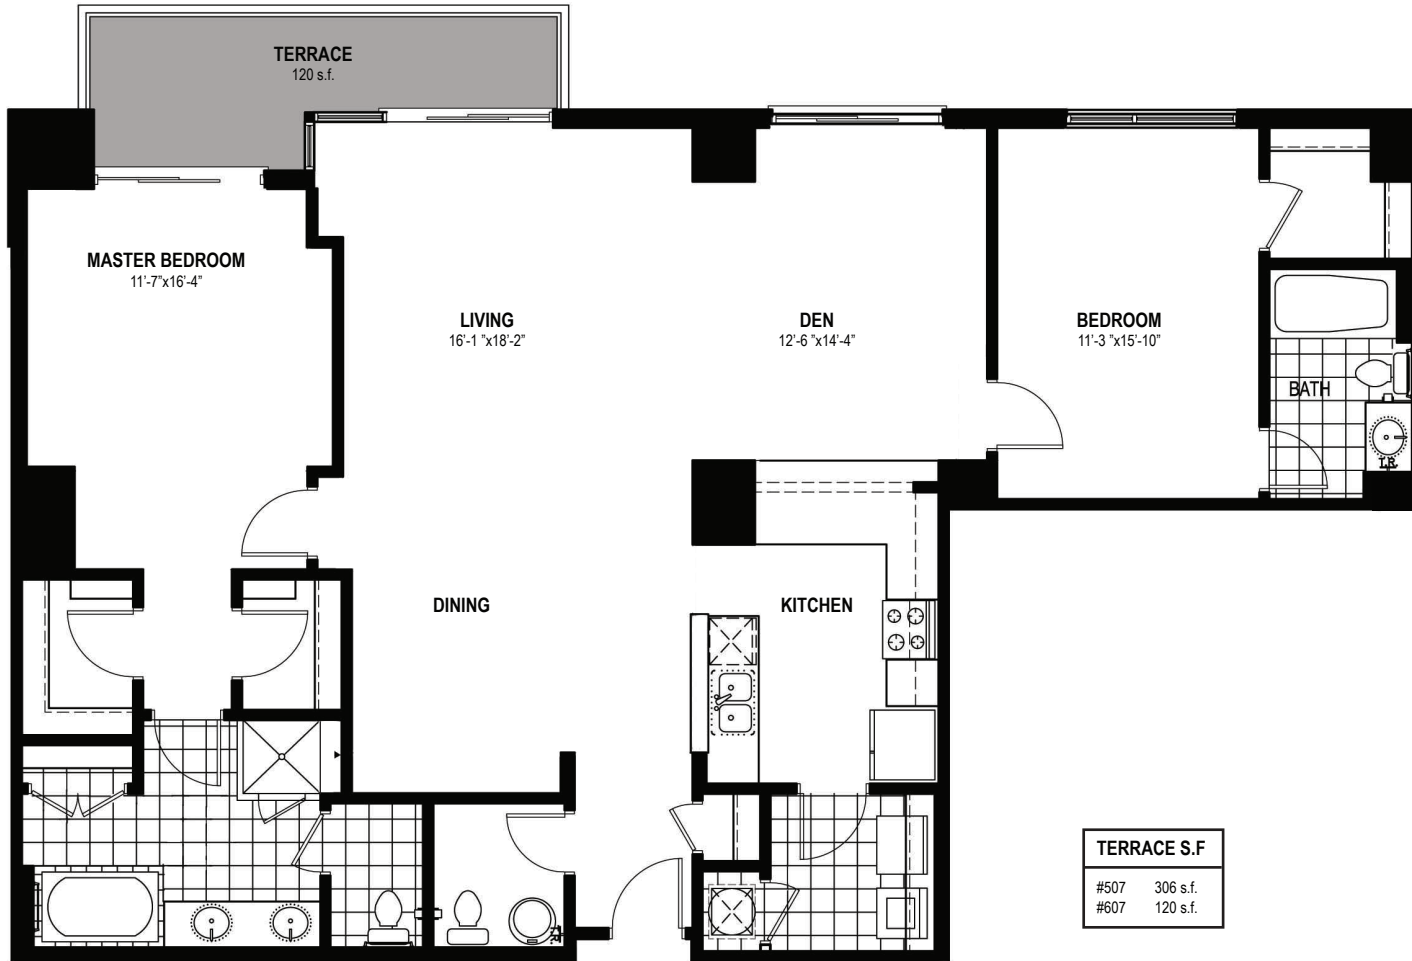 TERRACE
120 s.f.
MASTER BEDROOM
11'-7"x16'-4"
LIVING
16'-1 "x18'-2"
DEN
12'-6 "x14'-4"
BEDROOM
11'-3 "x15'-10"
BATH
DINING
KITCHEN
TERRACE S.F
#507 306 s.f.
#607 120 s.f.